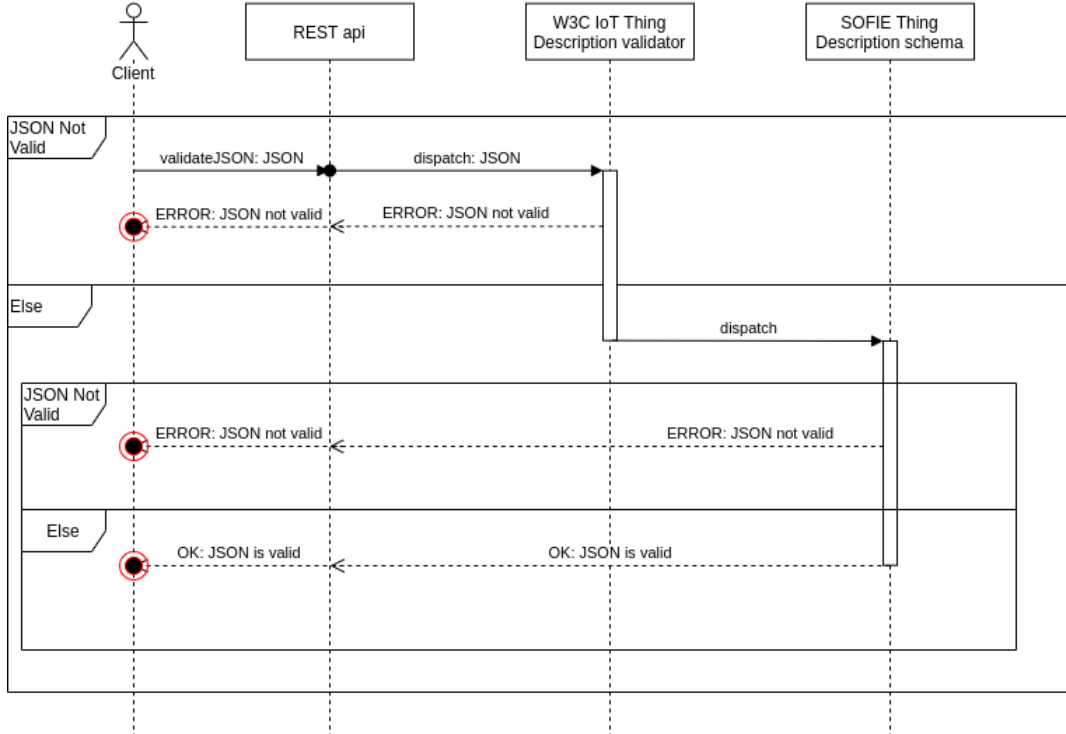 REST api
W3C IoT Thing
Description validator
SOFIE Thing
Description schema
Client
JSON Not
Valid
validateJSON: JSON
dispatch: JSON
ERROR: JSON not valid
ERROR: JSON not valid
Else
dispatch
JSON Not
Valid
ERROR: JSON not valid
ERROR: JSON not valid
Else
OK: JSON is valid
OK: JSON is valid